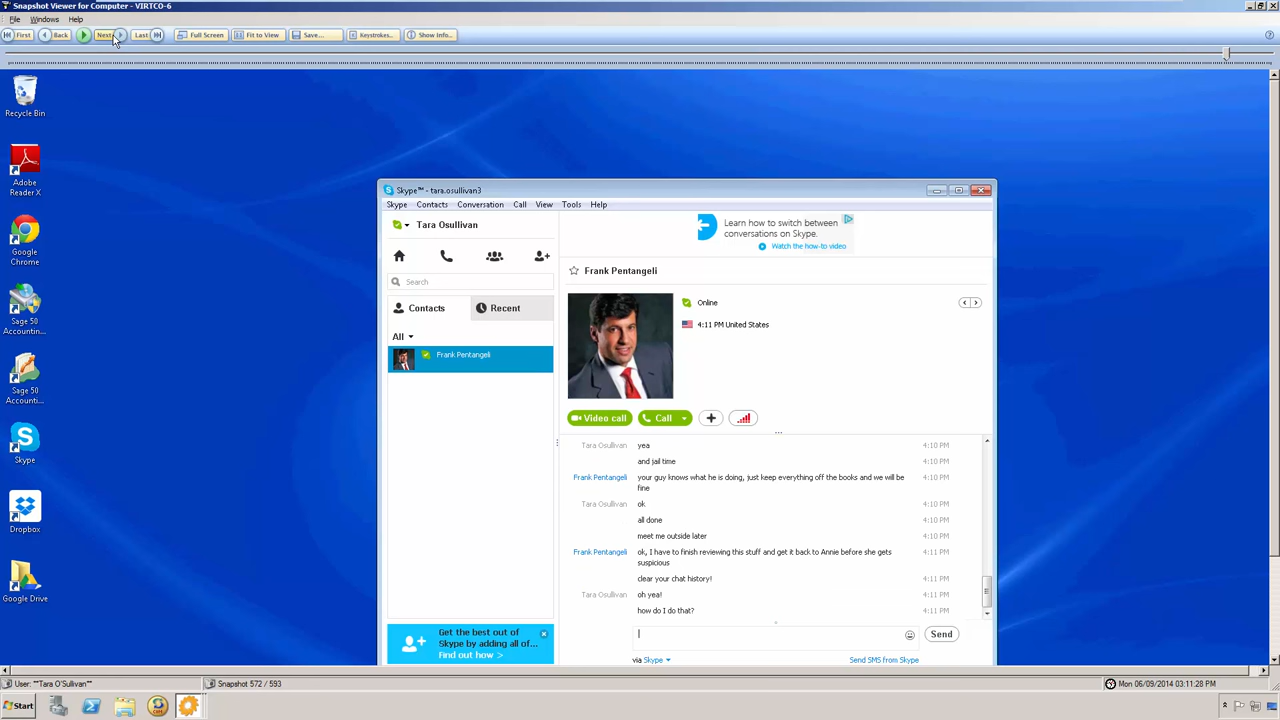 Snapshot Viewer for Computer - VIRTCO-6
File Windows Help
First Back Next Last Full Screen Fit to View Save... Keystrokes... Show Info...
Recycle Bin
Adobe
Reader X
Google
Chrome
Sage 50
Accounting...
Sage 50
Accounti...
Skype
Dropbox
Google Drive
Skype™ - tara.osullivan3
Skype Contacts Conversation Call View Tools Help
Tara Osullivan
Search
Contacts Recent
All
Frank Pentangeli
Get the best out of
Skype by adding all of...
Find out how >
Learn how to switch between
conversations on Skype.
Watch the how-to video
Frank Pentangeli
Online
4:11 PM United States
Video call Call
Tara Osullivan yea 4:10 PM
and jail time 4:10 PM
Frank Pentangeli your guy knows what he is doing, just keep everything off the books and we will be 4:10 PM
fine
Tara Osullivan ok 4:10 PM
all done 4:10 PM
meet me outside later 4:10 PM
Frank Pentangeli ok, I have to finish reviewing this stuff and get it back to Annie before she gets 4:11 PM
suspicious
clear your chat history! 4:11 PM
Tara Osullivan oh yea! 4:11 PM
how do I do that? 4:11 PM
Send
via Skype Send SMS from Skype
User: "Tara O'Sullivan" Snapshot 572 / 593 Mon 06/09/2014 03:11:28 PM
Start